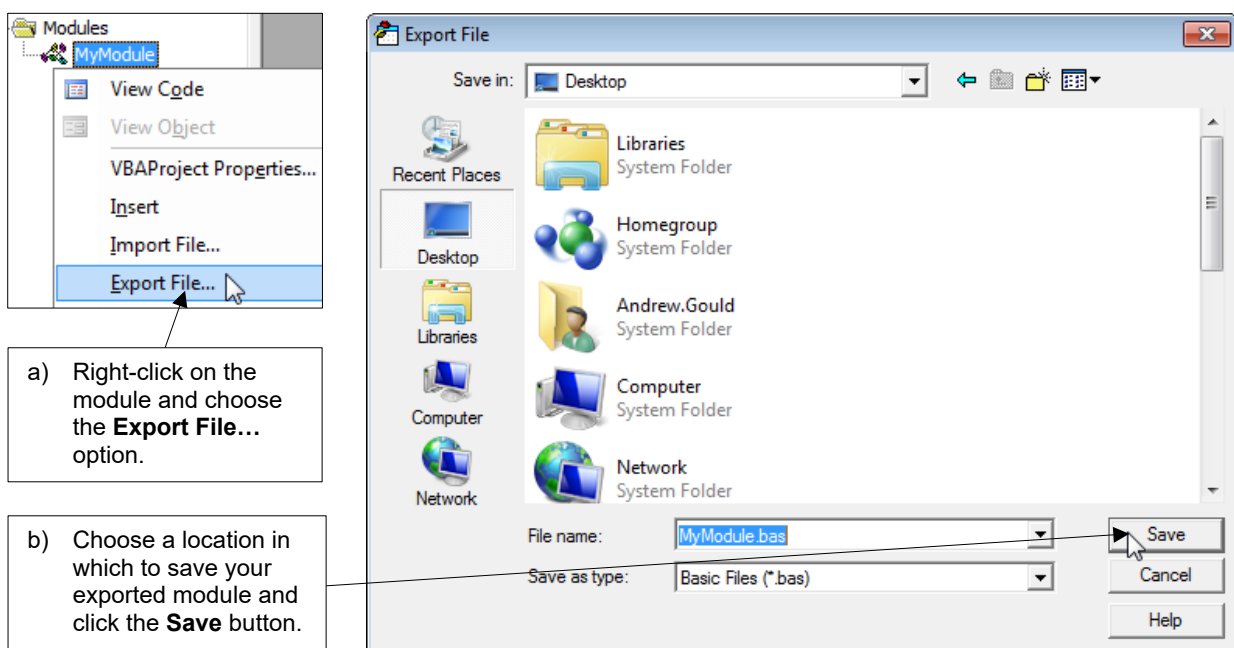 Modules
MyModule
View Code
View Object
VBAProject Properties...
Insert
Import File...
Export File...
a) Right-click on the
module and choose
the Export File…
option.
b) Choose a location in
which to save your
exported module and
click the Save button.
Export File
Save in:
Desktop
Recent Places
Desktop
Libraries
Computer
Network
Libraries
System Folder
Homegroup
System Folder
Andrew.Gould
System Folder
Computer
System Folder
Network
System Folder
File name:
MyModule.bas
Save
Save as type:
Basic Files (*.bas)
Cancel
Help